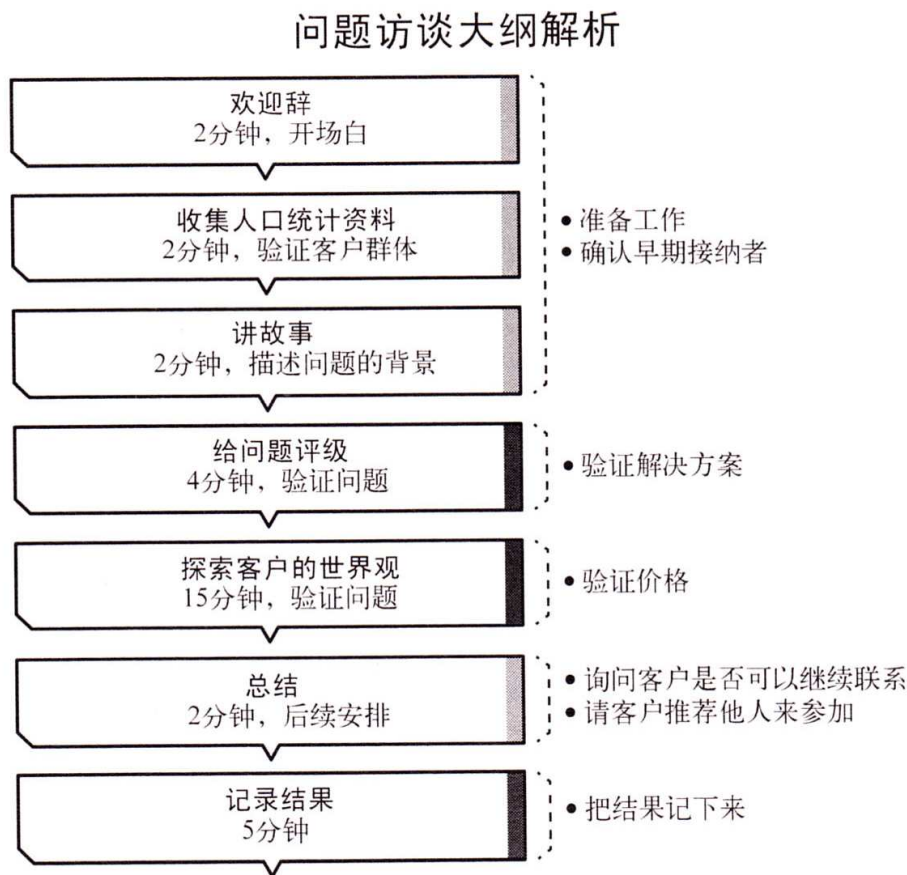 问题访谈大纲解析
欢迎辞
2分钟，开场白
收集人口统计资料
2分钟，验证客户群体
讲故事
2分钟，描述问题的背景
• 准备工作
• 确认早期接纳者
给问题评级
4分钟，验证问题
• 验证解决方案
探索客户的世界观
15分钟，验证问题
• 验证价格
总结
2分钟，后续安排
• 询问客户是否可以继续联系
• 请客户推荐他人来参加
记录结果
5分钟
• 把结果记下来